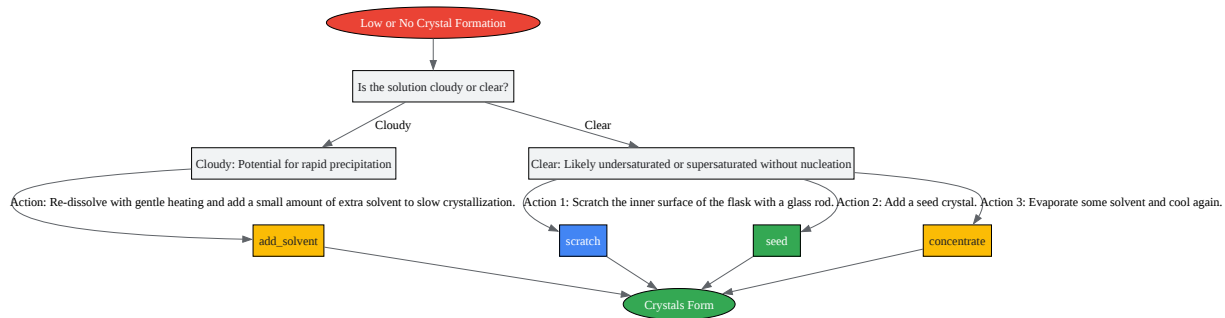 Low or No Crystal Formation
Is the solution cloudy or clear?
Cloudy
Clear
Cloudy: Potential for rapid precipitation
Clear: Likely undersaturated or supersaturated without nucleation
Action: Re-dissolve with gentle heating and add a small amount of extra solvent to slow crystallization.
Action 1: Scratch the inner surface of the flask with a glass rod.
Action 2: Add a seed crystal.
Action 3: Evaporate some solvent and cool again.
add_solvent
scratch
seed
concentrate
Crystals Form